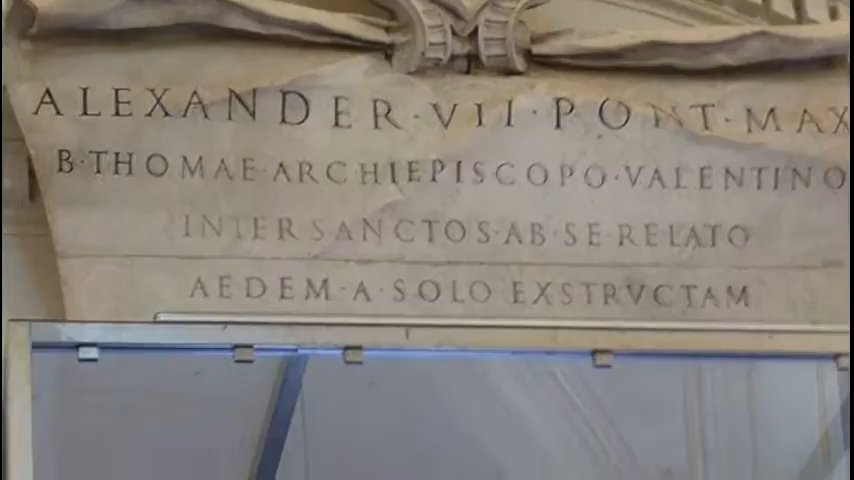 ALEXANDER·VII·PONT·MAX
B·THOMAE·ARCHIEPISCOPO·VALENTINO
INTER SANCTOS·AB·SE·RELATO
AEDEM·A·SOLO EXSTRVCTAM